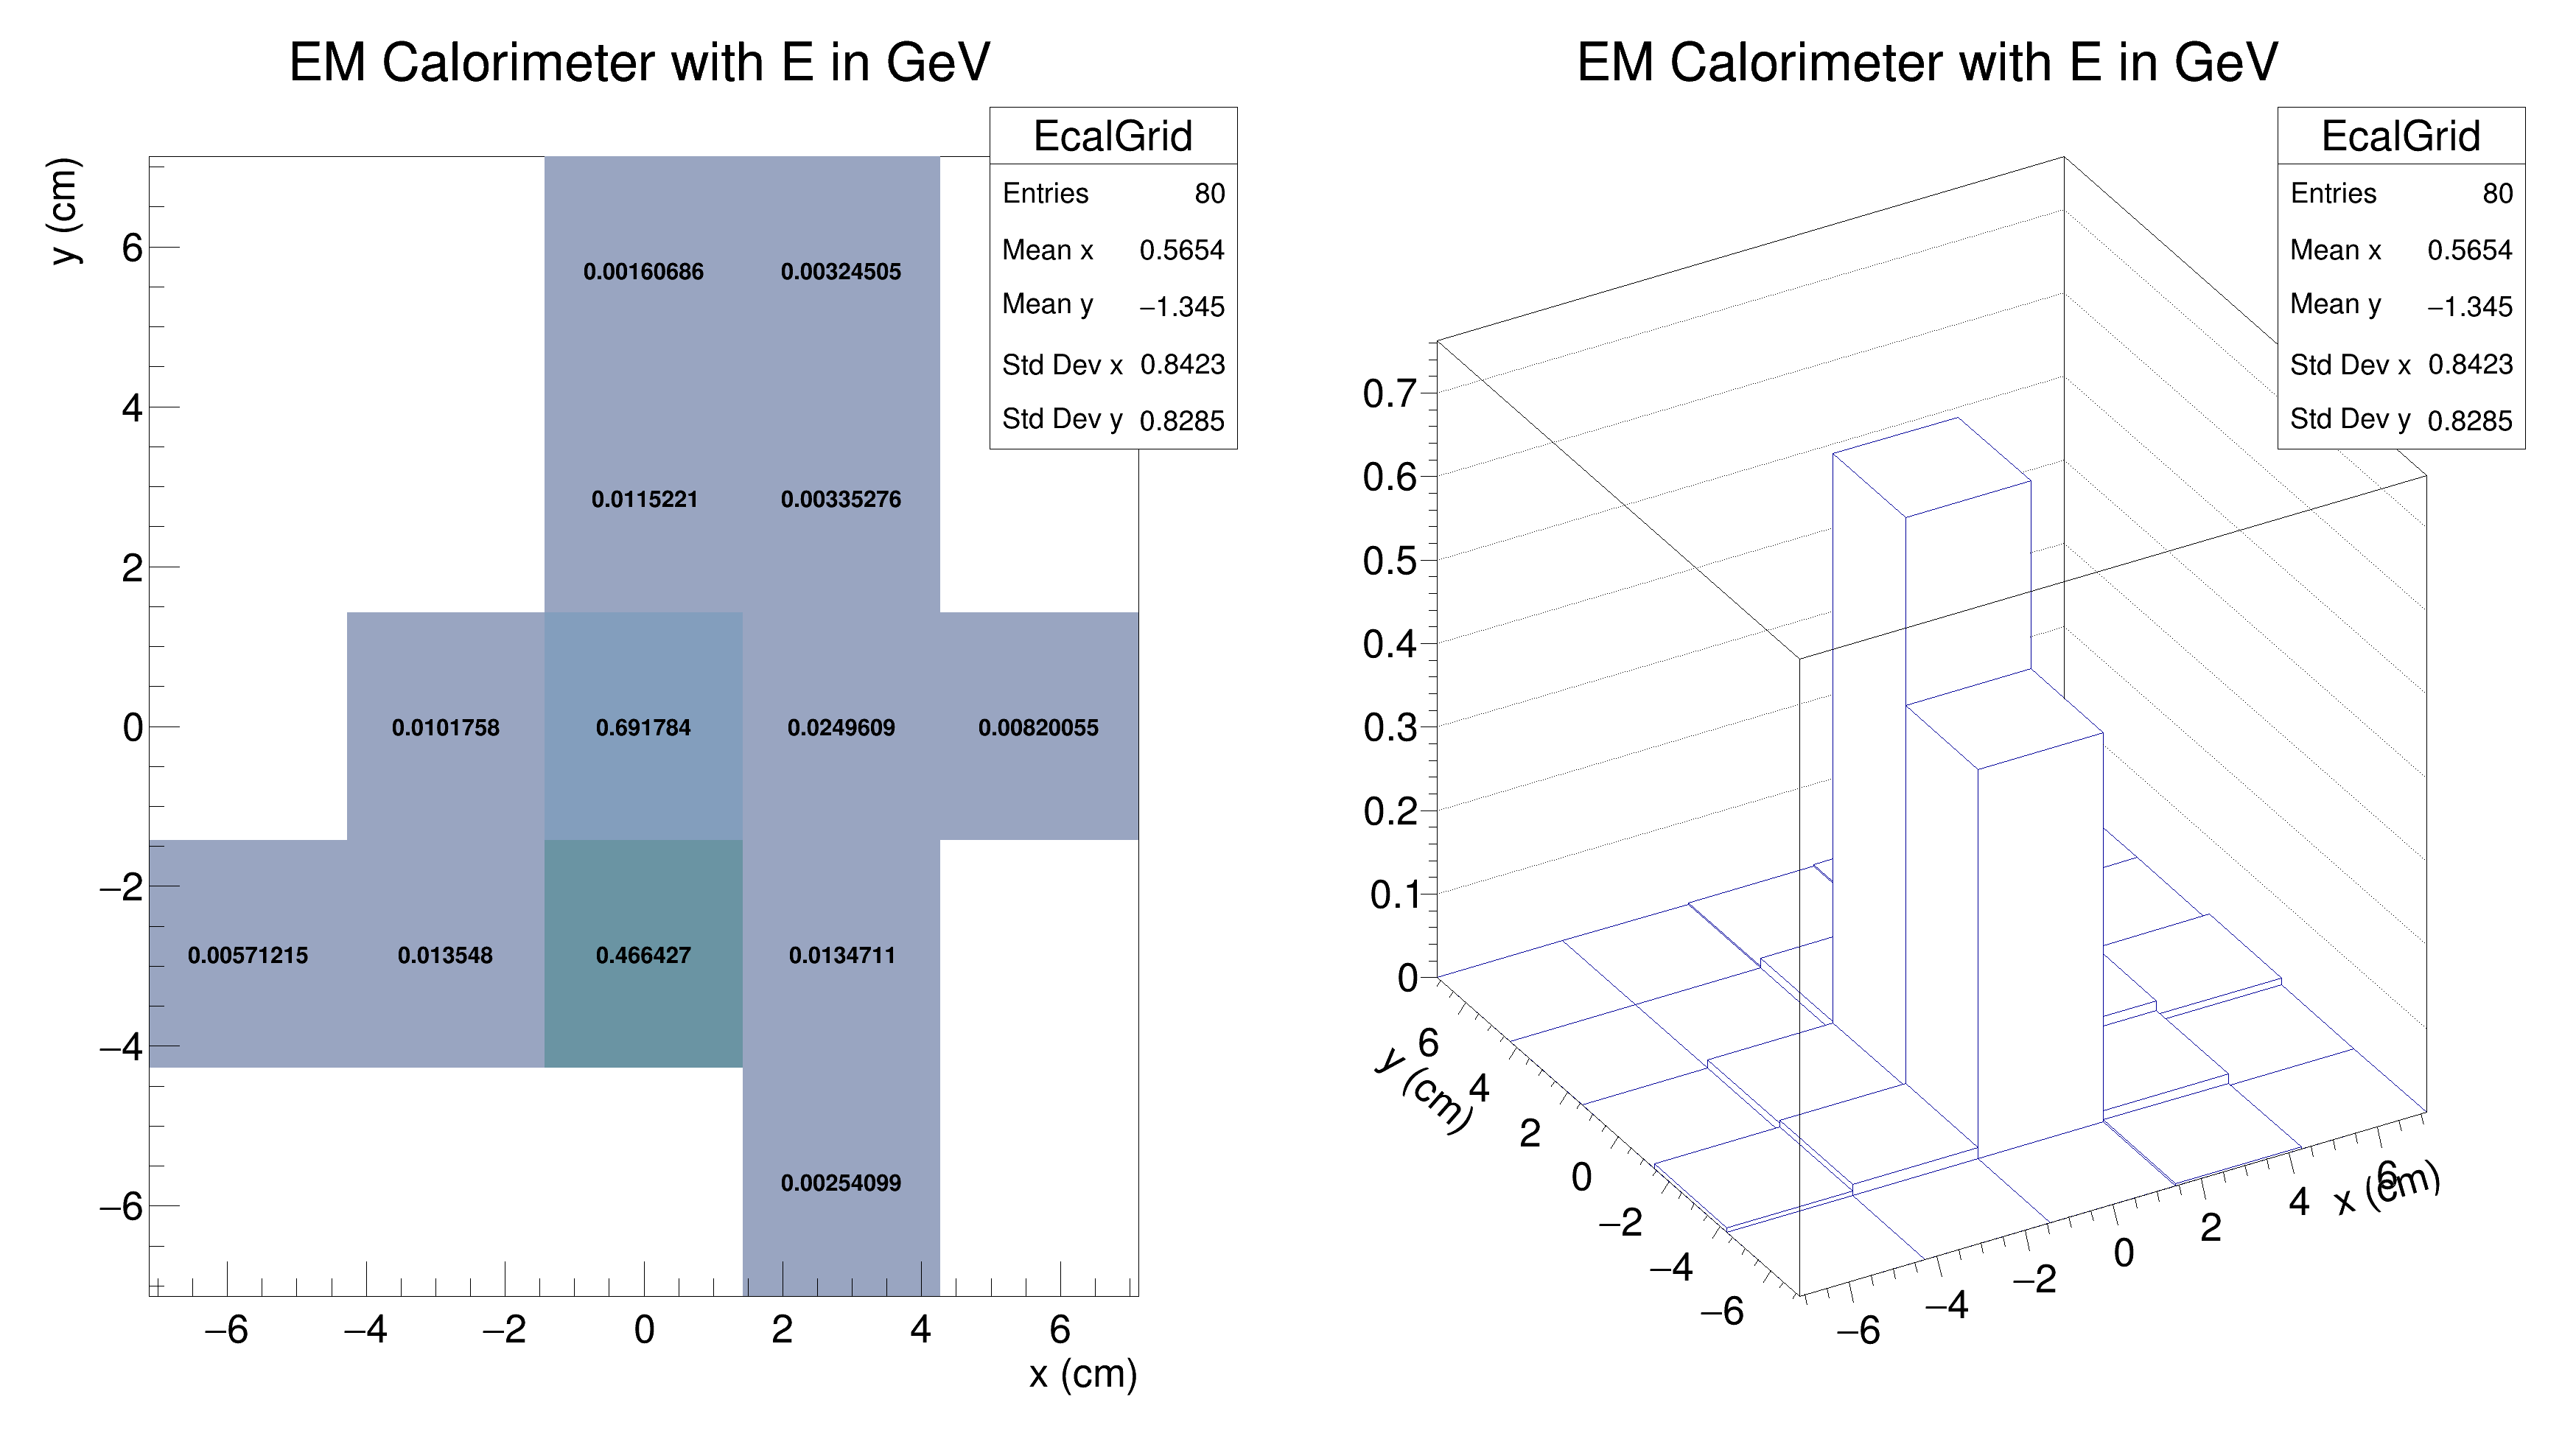 EM Calorimeter with E in GeV
EcalGrid
Entries 80
Mean x 0.5654
Mean y −1.345
Std Dev x 0.8423
Std Dev y 0.8285
y (cm)
6
4
2
0
−2
−4
−6
0.00160686 0.00324505
0.0115221 0.00335276
0.0101758 0.691784 0.0249609 0.00820055
0.00571215 0.013548 0.466427 0.0134711
0.00254099
−6 −4 −2 0 2 4 6
x (cm)
EM Calorimeter with E in GeV
EcalGrid
Entries 80
Mean x 0.5654
Mean y −1.345
Std Dev x 0.8423
Std Dev y 0.8285
0.7
0.6
0.5
0.4
0.3
0.2
0.1
0
y (cm)
6
4
2
0
−2
−4
−6
−6
−4
−2
0
2
4
6
x (cm)